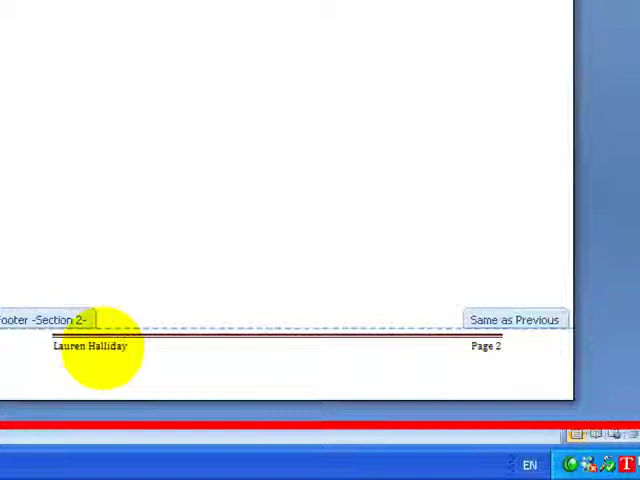 Footer -Section 2-
Same as Previous
Lauren Halliday
Page 2
EN
T